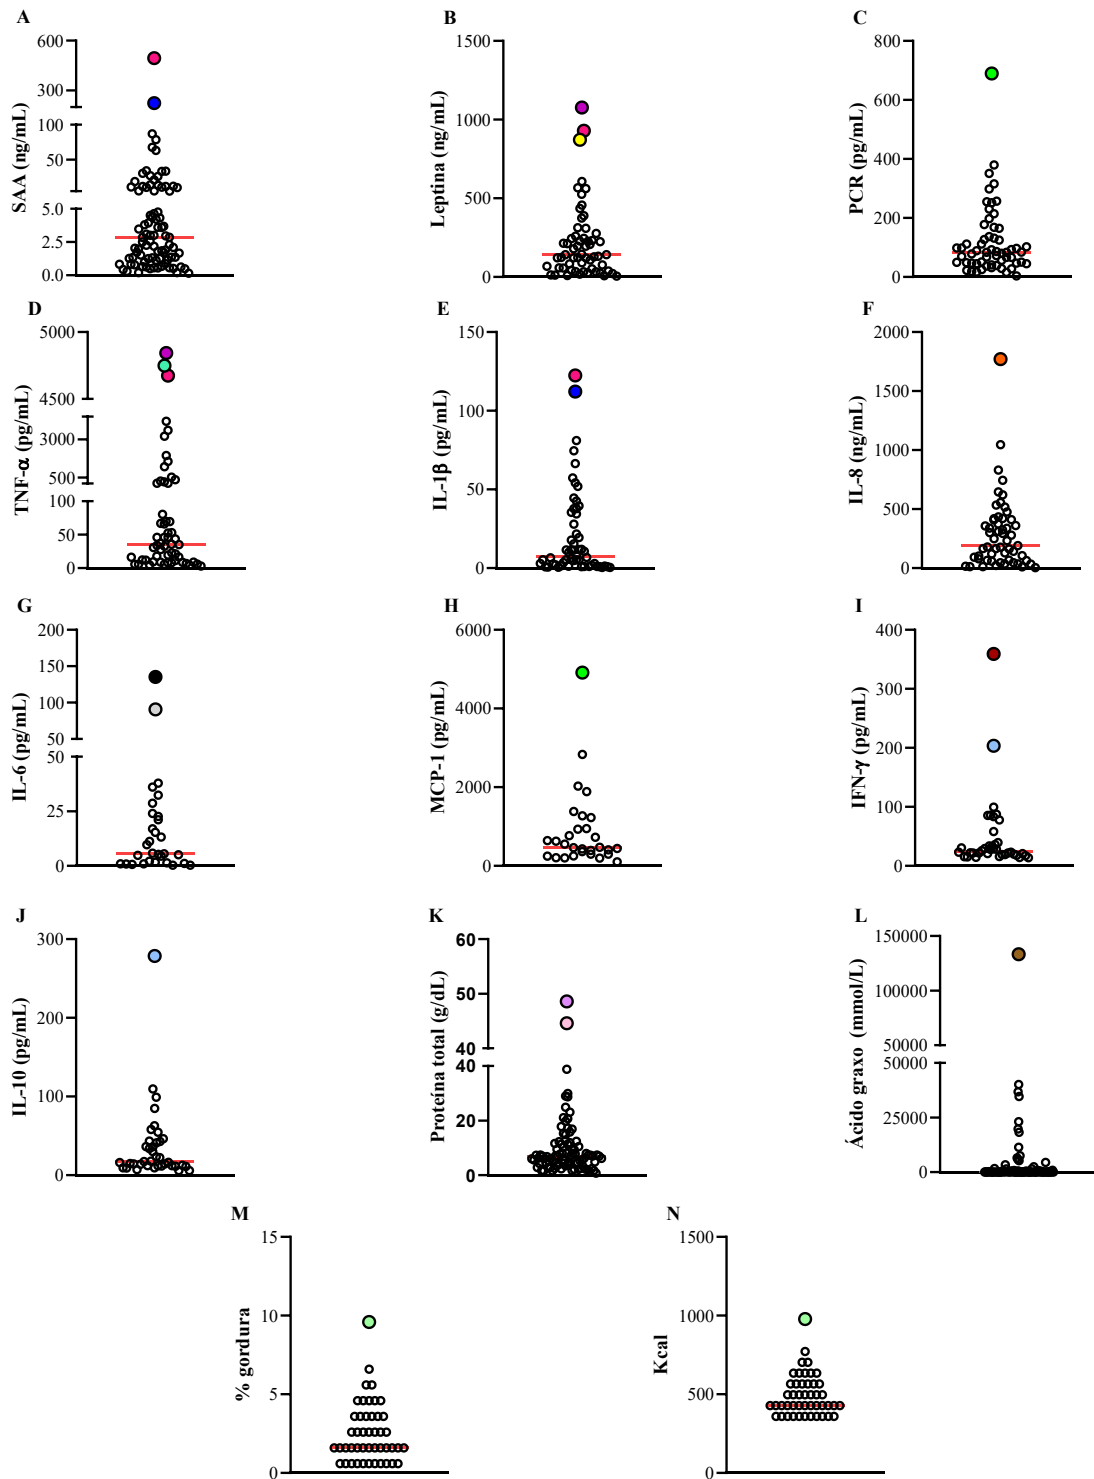 A
SAA (ng/mL)
600
300
100
50
5.0
2.5
0.0
B
Leptina (ng/mL)
1500
1000
500
0
C
PCR (pg/mL)
800
600
400
200
0
D
TNF-α (pg/mL)
5000
4500
3000
500
100
50
0
E
IL-1β (pg/mL)
150
100
50
0
F
IL-8 (ng/mL)
2000
1500
1000
500
0
G
IL-6 (pg/mL)
200
150
100
50
50
25
0
H
MCP-1 (pg/mL)
6000
4000
2000
0
I
IFN-γ (pg/mL)
400
300
200
100
0
J
IL-10 (pg/mL)
300
200
100
0
K
Proteína total (g/dL)
60
50
40
40
20
0
L
Ácido graxo (mmol/L)
150000
100000
50000
50000
25000
0
M
% gordura
15
10
5
0
N
Kcal
1500
1000
500
0